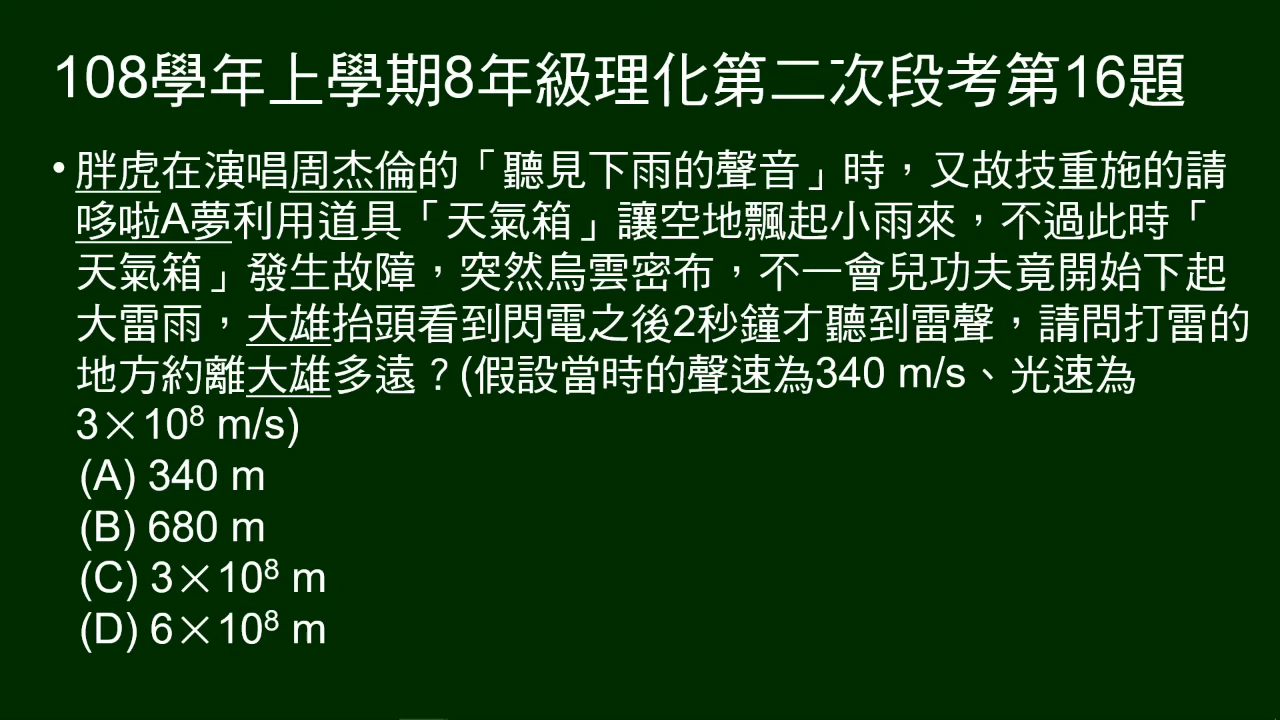 108學年上學期8年級理化第二次段考第16題
•胖虎在演唱周杰倫的「聽見下雨的聲音」時，又故技重施的請
哆啦A夢利用道具「天氣箱」讓空地飄起小雨來，不過此時「
天氣箱」發生故障，突然烏雲密布，不一會兒功夫竟開始下起
大雷雨，大雄抬頭看到閃電之後2秒鐘才聽到雷聲，請問打雷的
地方約離大雄多遠？(假設當時的聲速為340 m/s、光速為
3×10⁸ m/s)
(A) 340 m
(B) 680 m
(C) 3×10⁸ m
(D) 6×10⁸ m